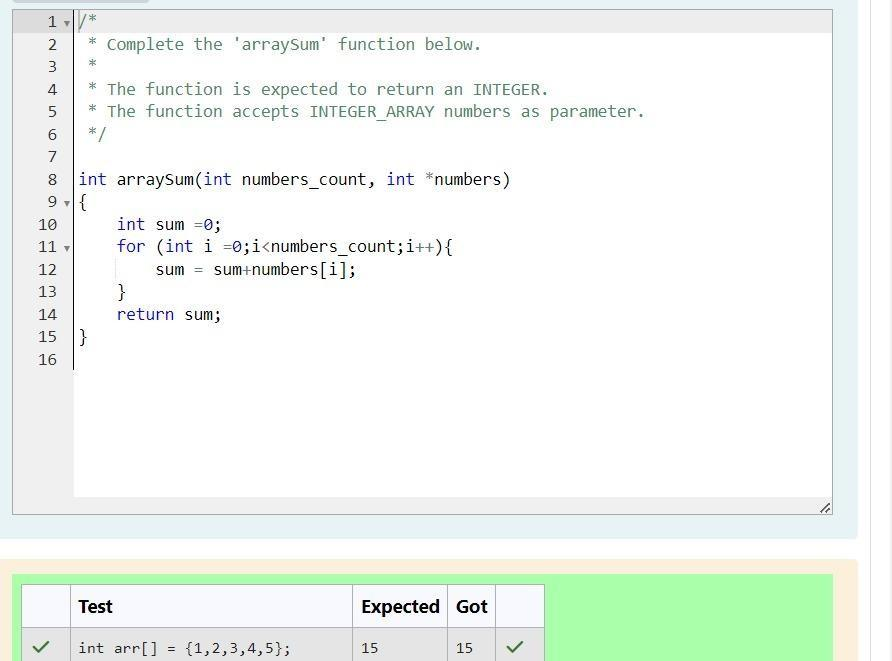 1 /*
2 * Complete the 'arraySum' function below.
3 *
4 * The function is expected to return an INTEGER.
5 * The function accepts INTEGER_ARRAY numbers as parameter.
6 */
7
8 int arraySum(int numbers_count, int *numbers)
9 {
10 int sum =0;
11 for (int i =0;i<numbers_count;i++){
12 sum = sum+numbers[i];
13 }
14 return sum;
15 }
16
Test Expected Got
int arr[] = {1,2,3,4,5}; 15 15